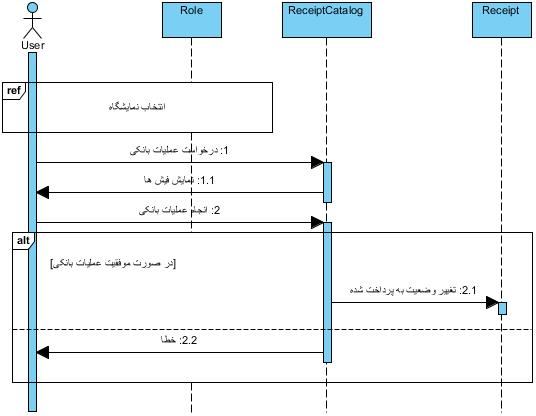 Role
ReceiptCatalog
Receipt
User
ref
انتخاب نمایشگاه
1: درخواست عملیات بانکی
1.1: نمایش فیش ها
2: انجام عملیات بانکی
alt
[در صورت موفقیت عملیات بانکی]
2.1: تغییر وضعیت به پرداخت شده
2.2: خطا